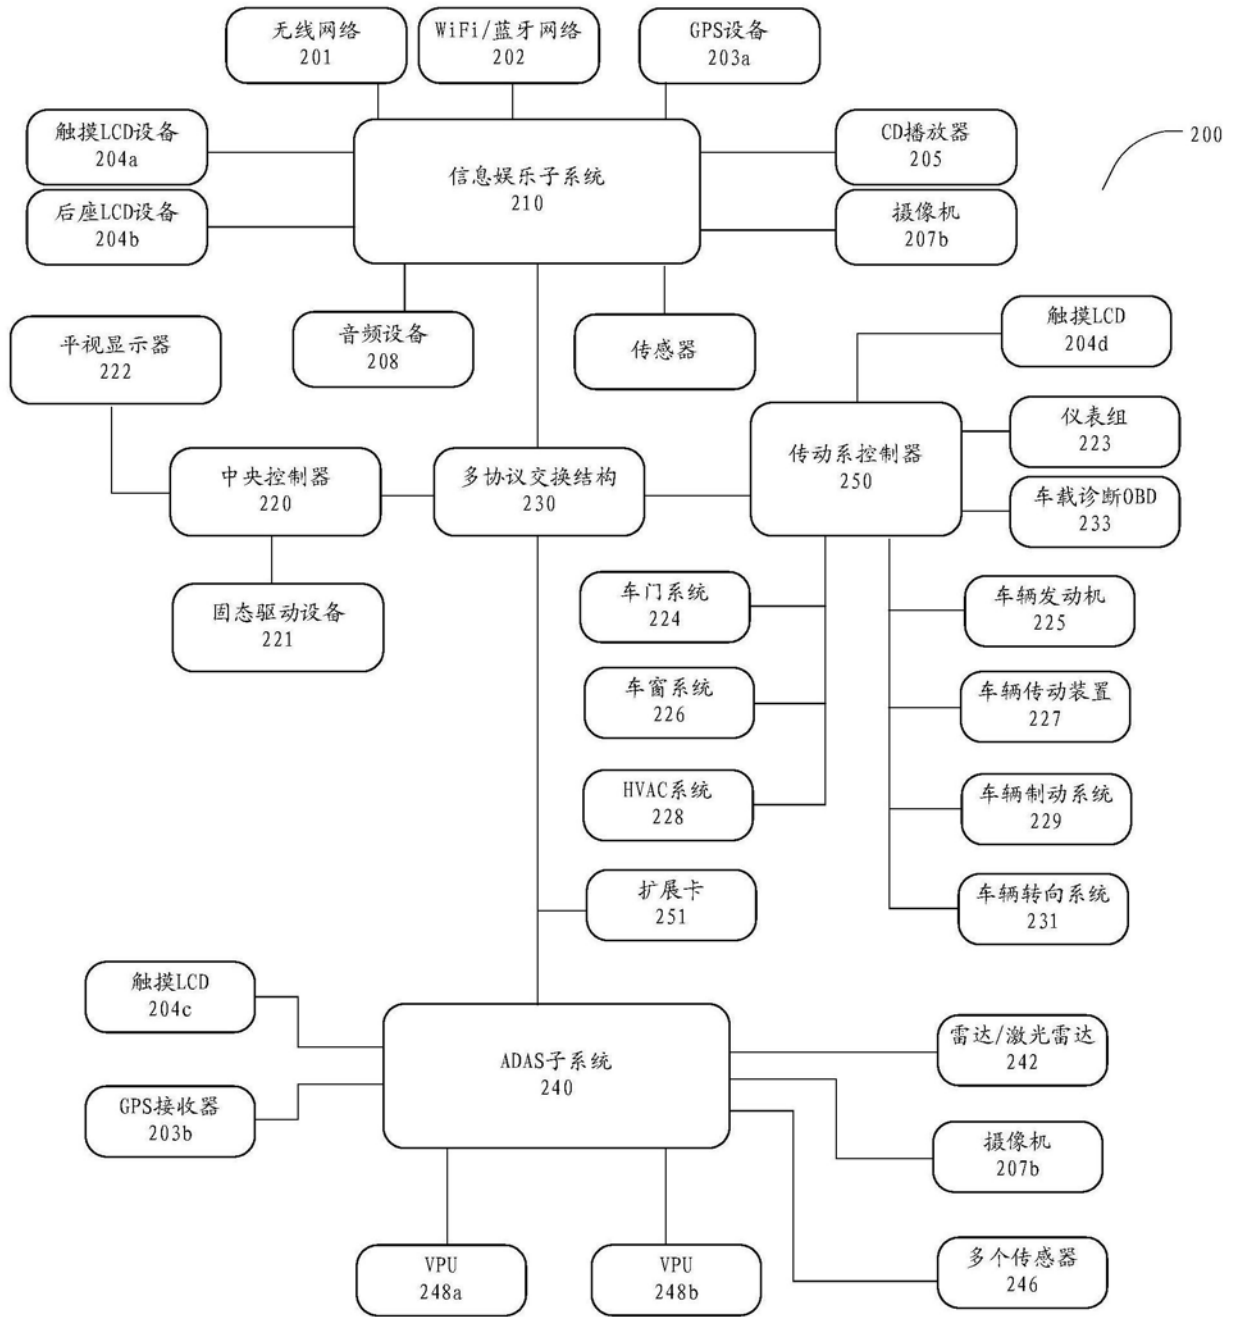 无线网络
201
WiFi/蓝牙网络
202
GPS设备
203a
触摸LCD设备
204a
CD播放器
205
200
信息娱乐子系统
210
后座LCD设备
204b
摄像机
207b
音频设备
208
传感器
触摸LCD
204d
平视显示器
222
仪表组
223
中央控制器
220
多协议交换结构
230
传动系控制器
250
车载诊断OBD
233
固态驱动设备
221
车门系统
224
车辆发动机
225
车窗系统
226
车辆传动装置
227
HVAC系统
228
车辆制动系统
229
扩展卡
251
车辆转向系统
231
触摸LCD
204c
ADAS子系统
240
雷达/激光雷达
242
GPS接收器
203b
摄像机
207b
VPU
248a
VPU
248b
多个传感器
246